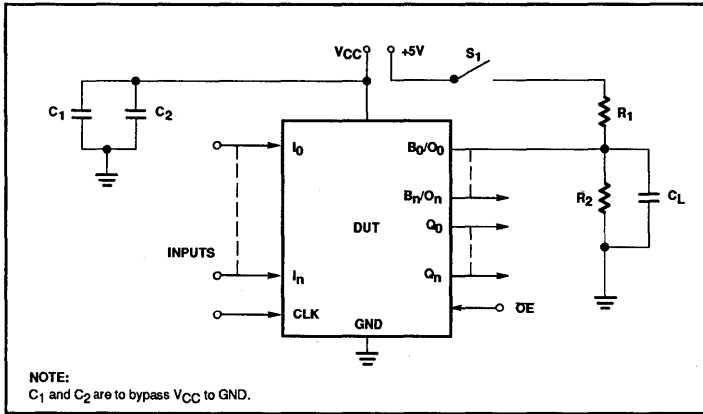 VCC +5V S1
C1 C2 R1
I0 B0/O0
Bn/On R2 CL
DUT Q0
INPUTS
In Qn
CLK OE
GND
NOTE:
C1 and C2 are to bypass VCC to GND.